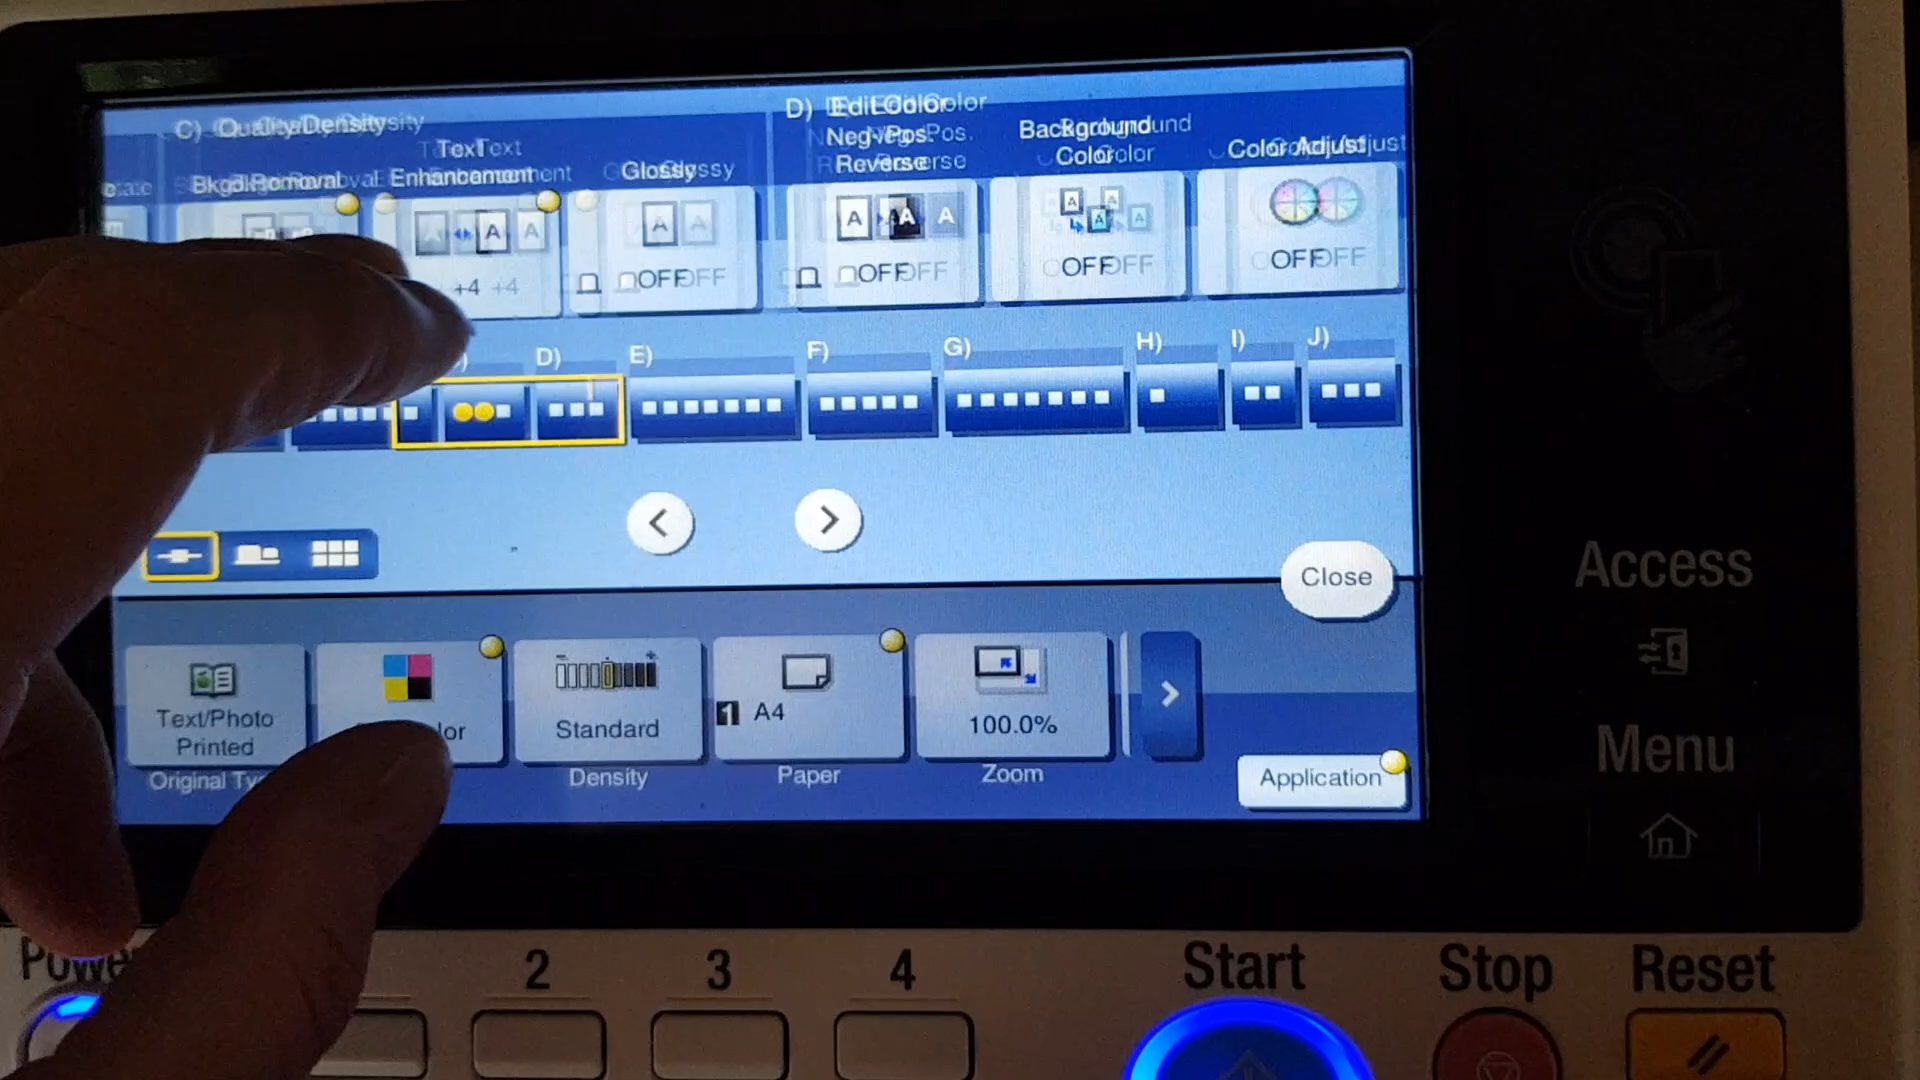 C) Quality/Density
D) Edit Color
Text
Enhancement
Bkgd. Removal
Glossy
Neg-/Pos.
Reverse
Background
Color
Color Adjust
+4
OFF
OFF
OFF
OFF
D)
E)
F)
G)
H)
I)
J)
Close
Text/Photo
Printed
Standard
1 A4
100.0%
Density
Paper
Zoom
Application
Access
Menu
2
3
4
Start
Stop
Reset